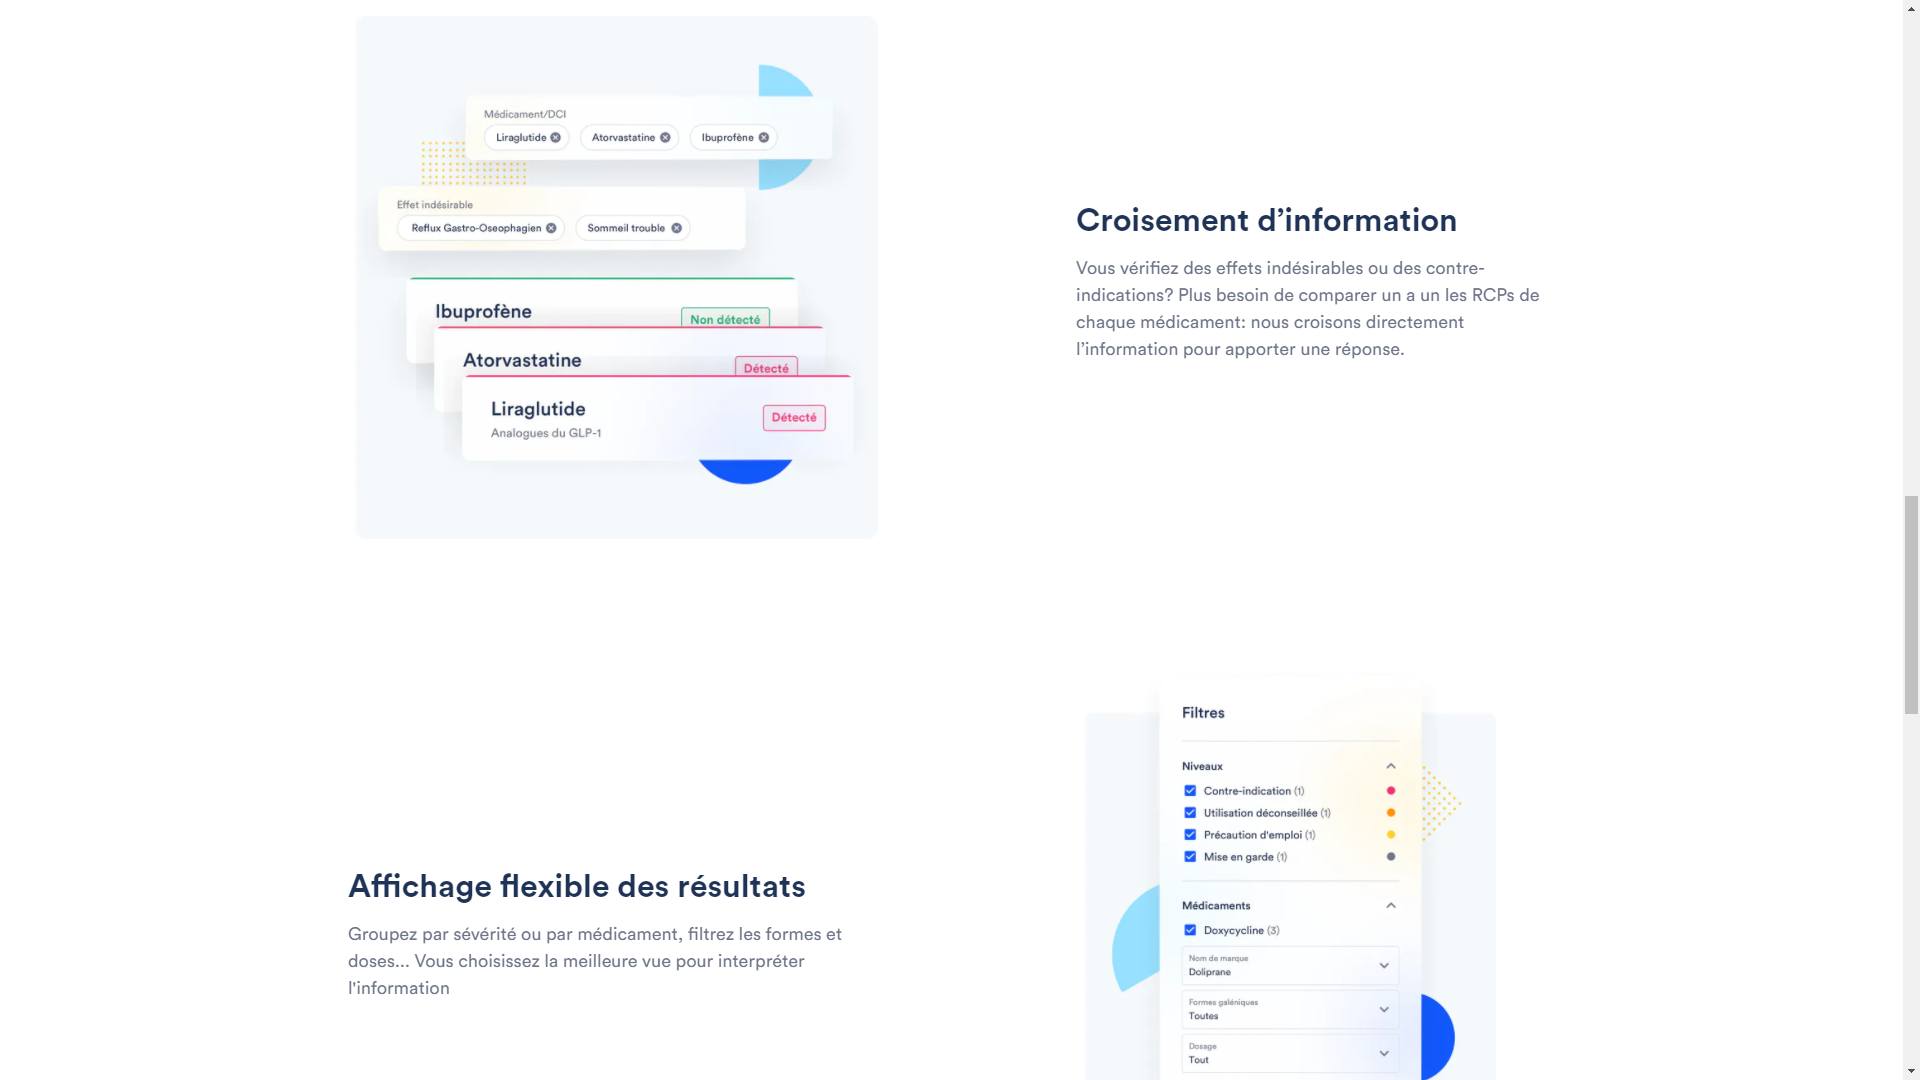 Médicament/DCI
Liraglutide
Atorvastatine
Ibuprofène
Effet indésirable
Reflux Gastro-Oseophagien
Sommeil trouble
Ibuprofène
Non détecté
Atorvastatine
Détecté
Liraglutide
Détecté
Analogues du GLP-1
Croisement d’information
Vous vérifiez des effets indésirables ou des contre-
indications? Plus besoin de comparer un a un les RCPs de
chaque médicament: nous croisons directement
l’information pour apporter une réponse.
Affichage flexible des résultats
Groupez par sévérité ou par médicament, filtrez les formes et
doses... Vous choisissez la meilleure vue pour interpréter
l'information
Filtres
Niveaux
Contre-indication (1)
Utilisation déconseillée (1)
Précaution d'emploi (1)
Mise en garde (1)
Médicaments
Doxycycline (3)
Nom de marque
Doliprane
Formes galéniques
Toutes
Dosage
Tout